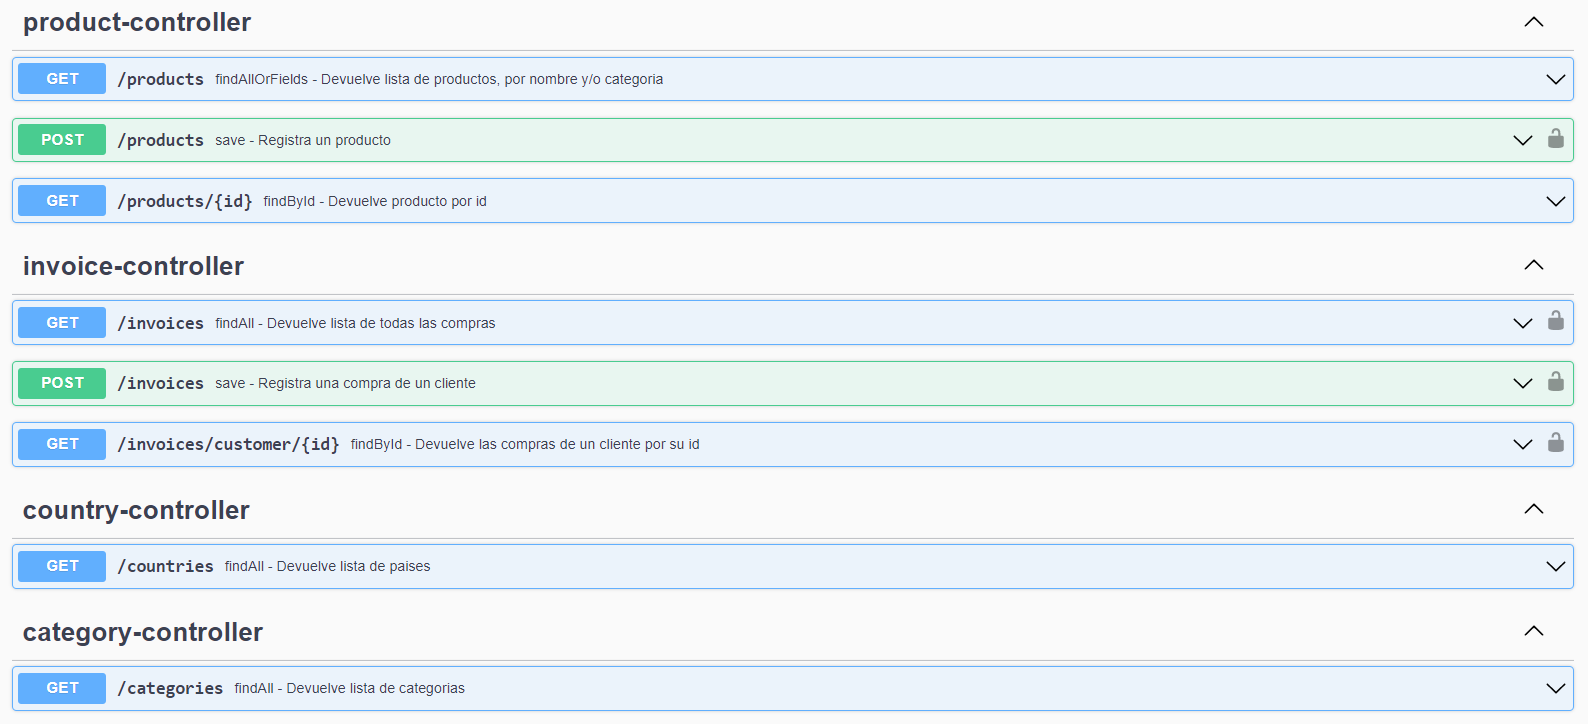 product-controller
GET /products findAllOrFields - Devuelve lista de productos, por nombre y/o categoria
POST /products save - Registra un producto
GET /products/{id} findById - Devuelve producto por id
invoice-controller
GET /invoices findAll - Devuelve lista de todas las compras
POST /invoices save - Registra una compra de un cliente
GET /invoices/customer/{id} findById - Devuelve las compras de un cliente por su id
country-controller
GET /countries findAll - Devuelve lista de paises
category-controller
GET /categories findAll - Devuelve lista de categorias